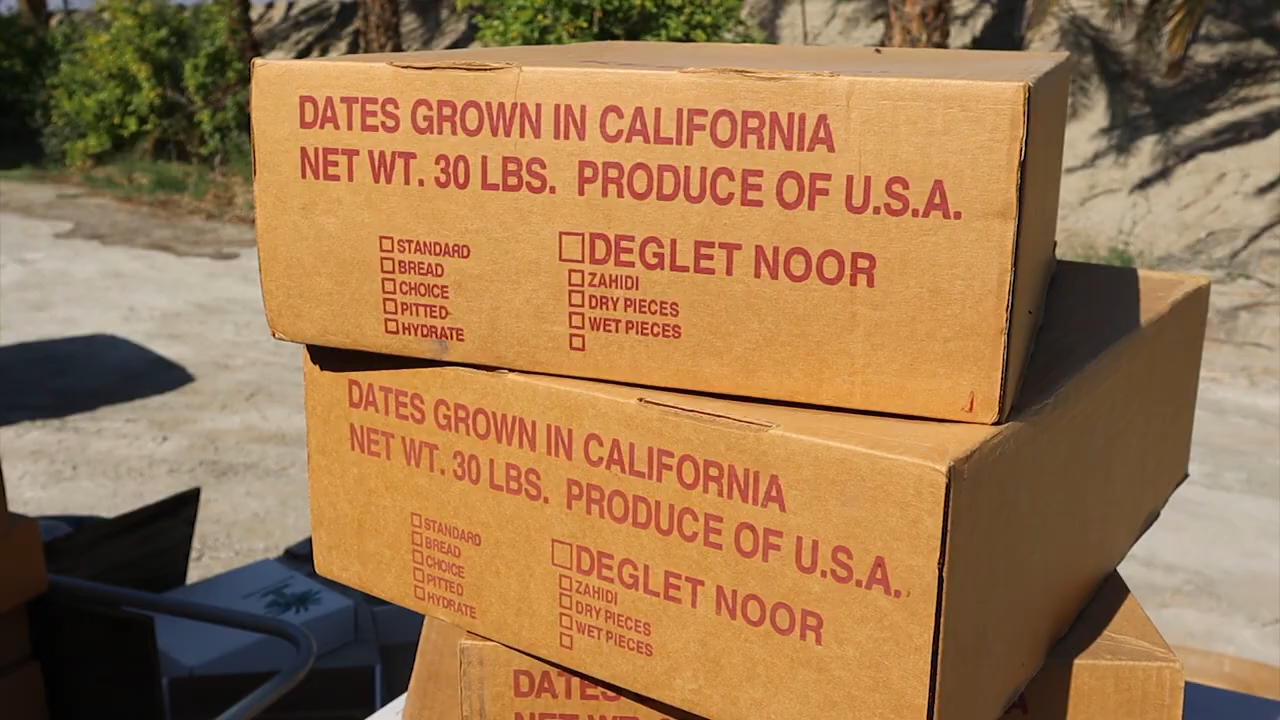 DATES GROWN IN CALIFORNIA
NET WT. 30 LBS. PRODUCE OF U.S.A.
STANDARD
BREAD
CHOICE
PITTED
HYDRATE
DEGLET NOOR
ZAHIDI
DRY PIECES
WET PIECES
DATES GROWN IN CALIFORNIA
NET WT. 30 LBS. PRODUCE OF U.S.A.
STANDARD
BREAD
CHOICE
PITTED
HYDRATE
DEGLET NOOR
ZAHIDI
DRY PIECES
WET PIECES
DATES
NET WT.